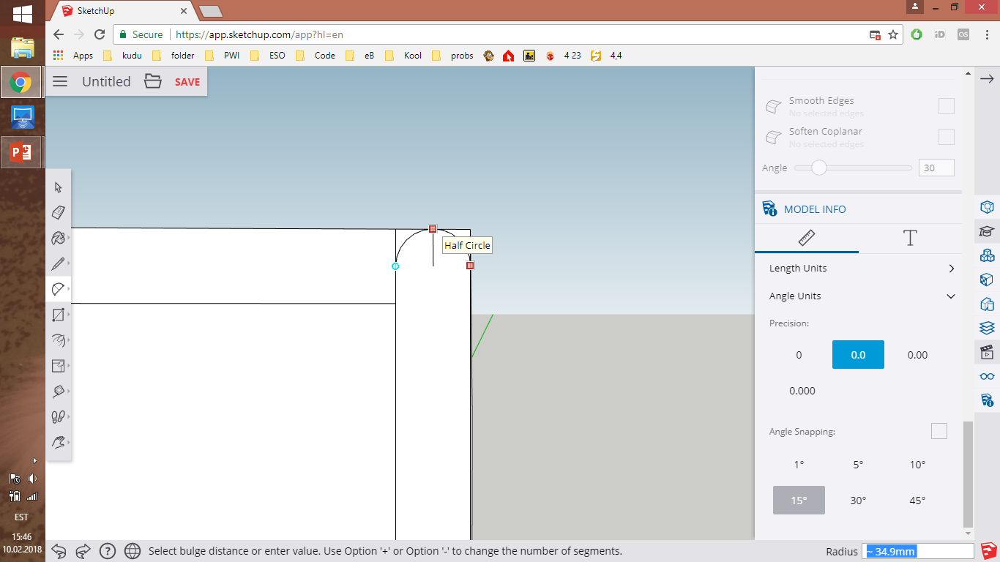 SketchUp
Secure https://app.sketchup.com/app?hl=en
iD OS
Apps kudu folder PWI ESO Code eB Kool probs 4 23 4,4
Untitled SAVE
Smooth Edges
No selected edges
Soften Coplanar
No selected edges
Angle 30
MODEL INFO
T
Half Circle
Length Units
Angle Units
Precision:
0 0.0 0.00
0.000
Angle Snapping:
1° 5° 10°
15° 30° 45°
P
EST
15:46
10.02.2018
? Select bulge distance or enter value. Use Option '+' or Option '-' to change the number of segments.
Radius ~ 34.9mm